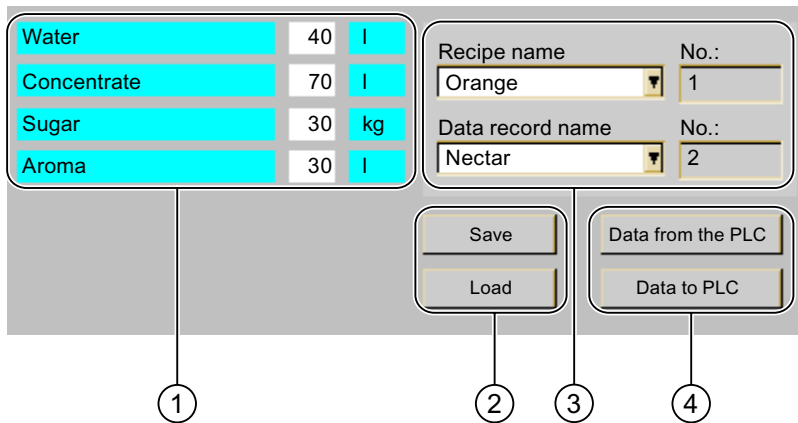 Water 40 l
Concentrate 70 l
Sugar 30 kg
Aroma 30 l
Recipe name No.:
Orange 1
Data record name No.:
Nectar 2
Save Data from the PLC
Load Data to PLC
1 2 3 4